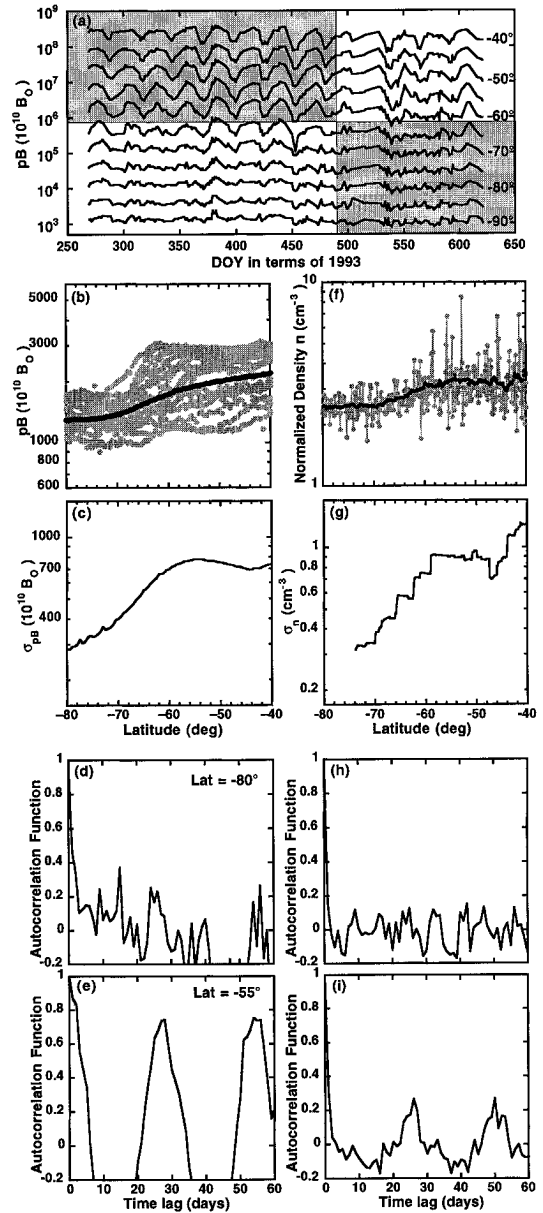 (a)
10⁹
10⁸
10⁷
10⁶
10⁵
10⁴
10³
pB (10¹⁰ B_O)
-40°
-50°
-60°
-70°
-80°
-90°
250 300 350 400 450 500 550 600 650
DOY in terms of 1993
(b)
5000
3000
1000
800
600
pB (10¹⁰ B_O)
(f)
10
1
Normalized Density n (cm⁻³)
(c)
1000
700
400
σ_pB (10¹⁰ B_O)
-80 -70 -60 -50 -40
Latitude (deg)
(g)
1
0.8
0.6
0.4
0.2
σ_n (cm⁻³)
-80 -70 -60 -50 -40
Latitude (deg)
(d)
Lat = -80°
1
0.8
0.6
0.4
0.2
0
-0.2
Autocorrelation Function
(h)
1
0.8
0.6
0.4
0.2
0
-0.2
Autocorrelation Function
(e)
Lat = -55°
1
0.8
0.6
0.4
0.2
0
-0.2
Autocorrelation Function
0 10 20 30 40 50 60
Time lag (days)
(i)
1
0.8
0.6
0.4
0.2
0
-0.2
Autocorrelation Function
0 10 20 30 40 50 60
Time lag (days)